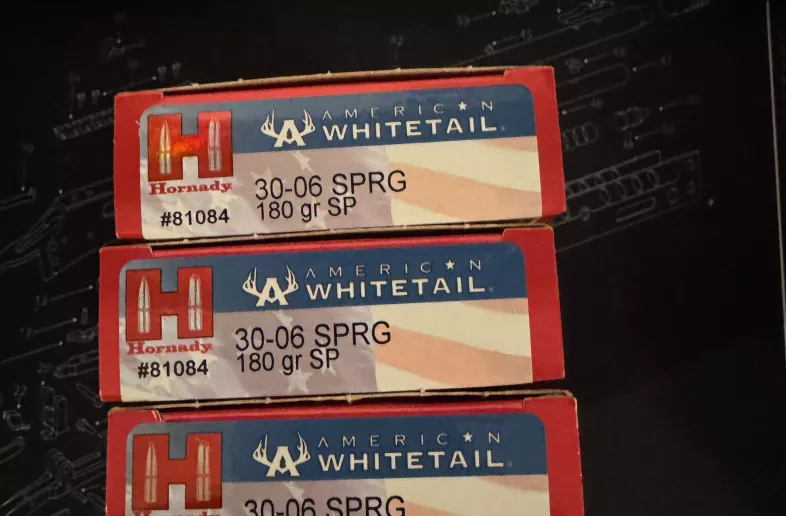 AMERIC★N
WHITETAIL
Hornady
30-06 SPRG
#81084
180 gr SP
AMERIC★N
WHITETAIL
Hornady
30-06 SPRG
#81084
180 gr SP
AMERIC★N
WHITETAIL
Hornady
30-06 SPRG